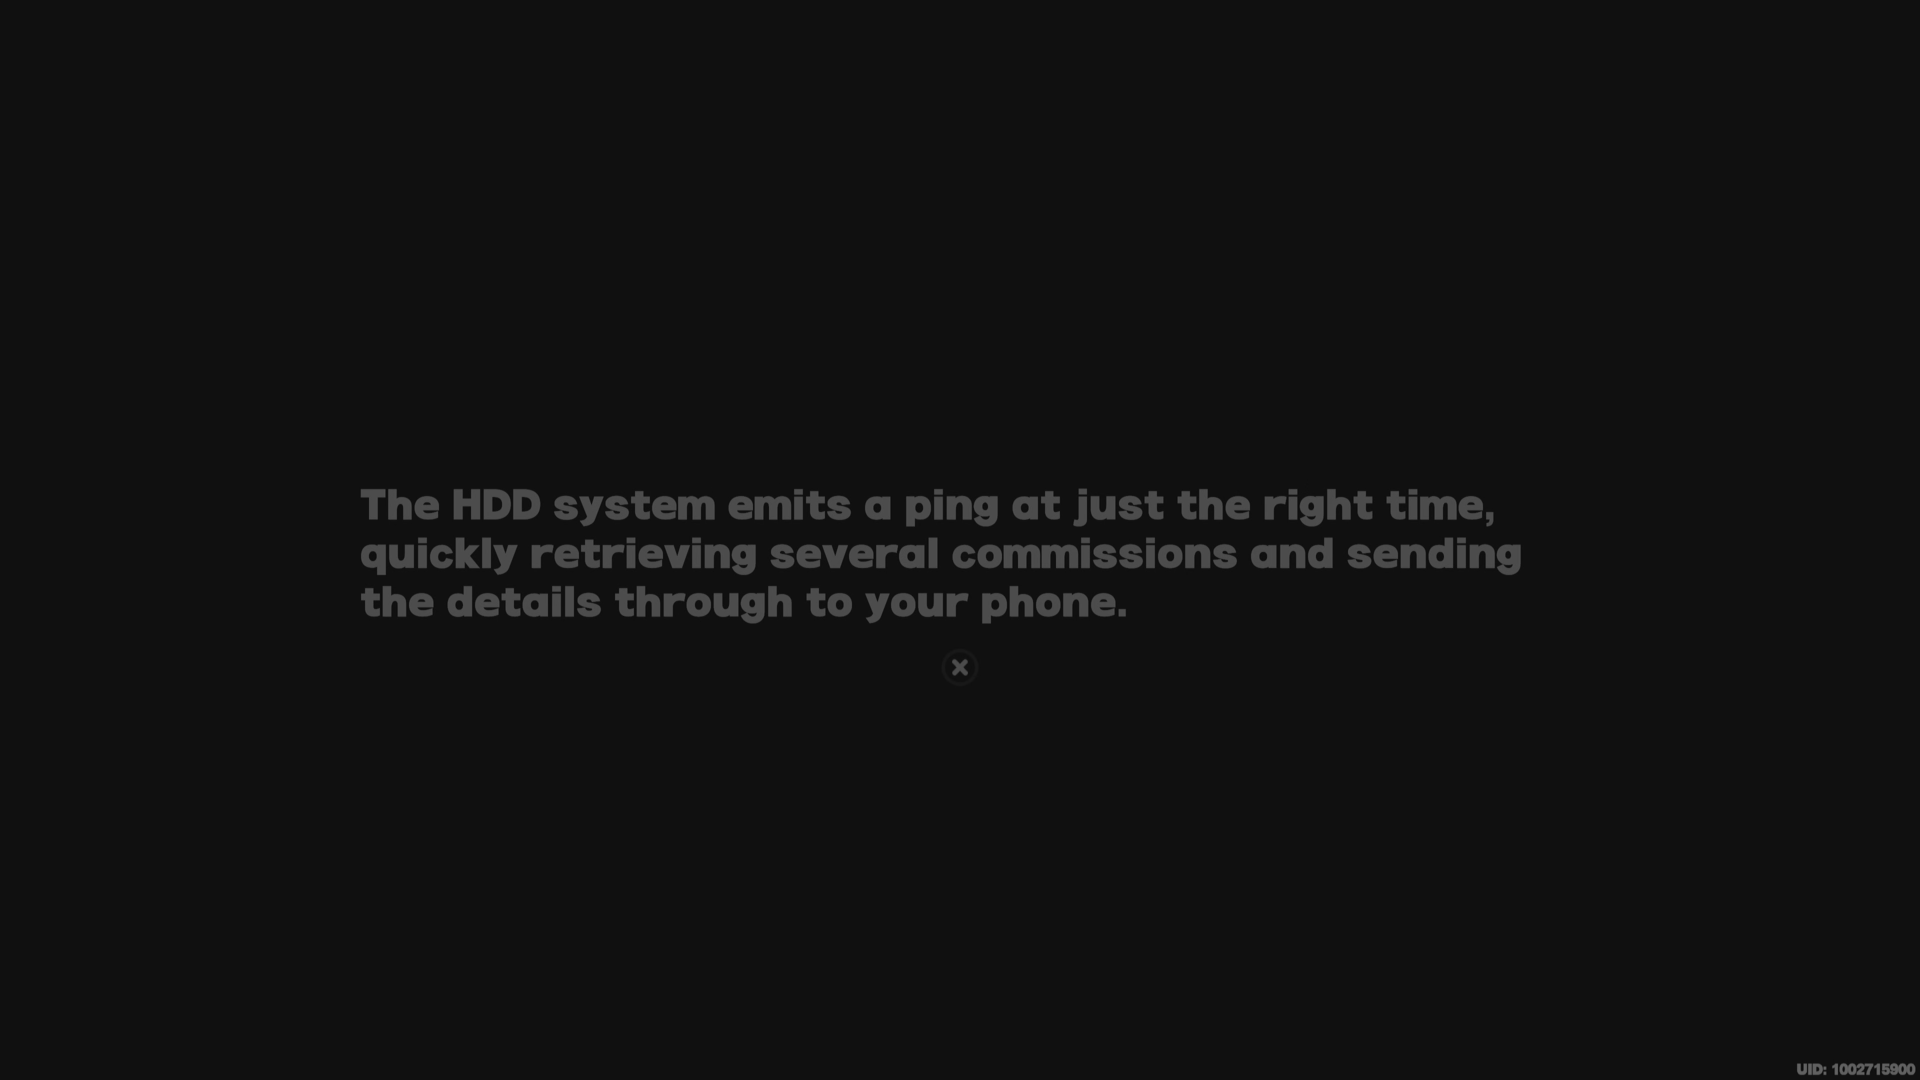 The HDD system emits a ping at just the right time,
quickly retrieving several commissions and sending
the details through to your phone.
UID: 1002715900